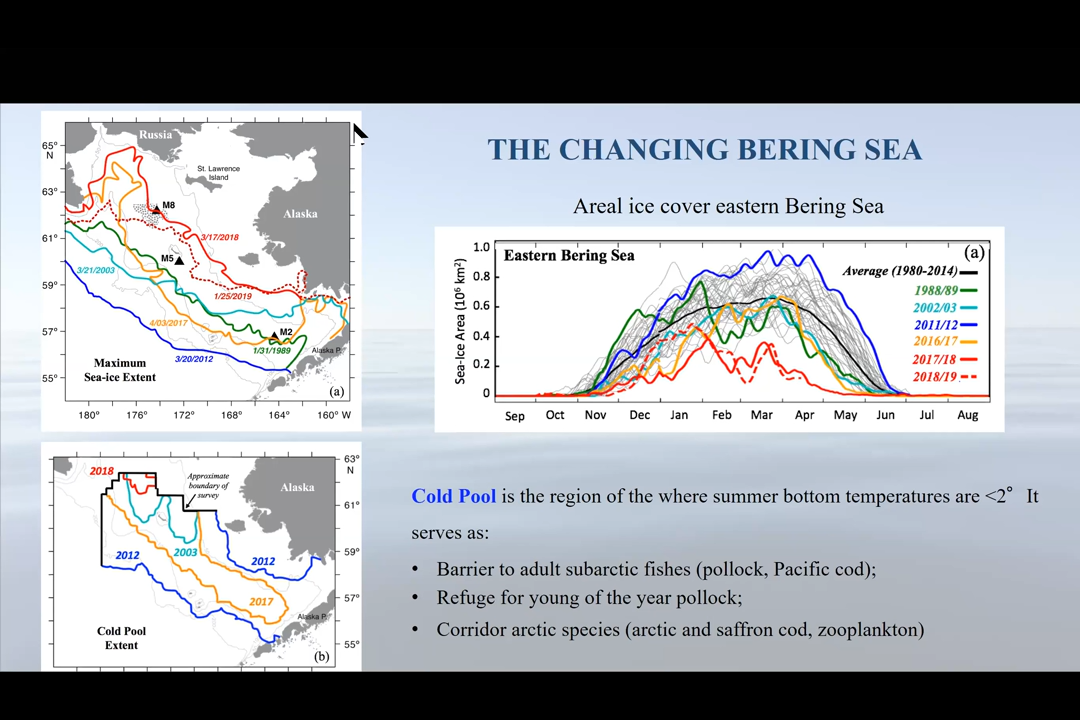 THE CHANGING BERING SEA
Russia
65°
N
St. Lawrence
Island
63°
M8
Alaska
61°
3/17/2018
M5
3/21/2003
59°
1/25/2019
4/03/2017
57°
M2
1/31/1989
Alaska P.
3/20/2012
Maximum
Sea-ice Extent
55°
(a)
180° 176° 172° 168° 164° 160° W
Areal ice cover eastern Bering Sea
Eastern Bering Sea
(a)
Sea-Ice Area (10⁶ km²)
1.0
0.8
0.6
0.4
0.2
0
Average (1980-2014)
1988/89
2002/03
2011/12
2016/17
2017/18
2018/19
Sep Oct Nov Dec Jan Feb Mar Apr May Jun Jul Aug
63°
N
2018
Approximate
boundary of
survey
Alaska
61°
2012
2003
2012
59°
2017
57°
Alaska P.
Cold Pool
Extent
55°
(b)
Cold Pool is the region of the where summer bottom temperatures are <2° It
serves as:
• Barrier to adult subarctic fishes (pollock, Pacific cod);
• Refuge for young of the year pollock;
• Corridor arctic species (arctic and saffron cod, zooplankton)